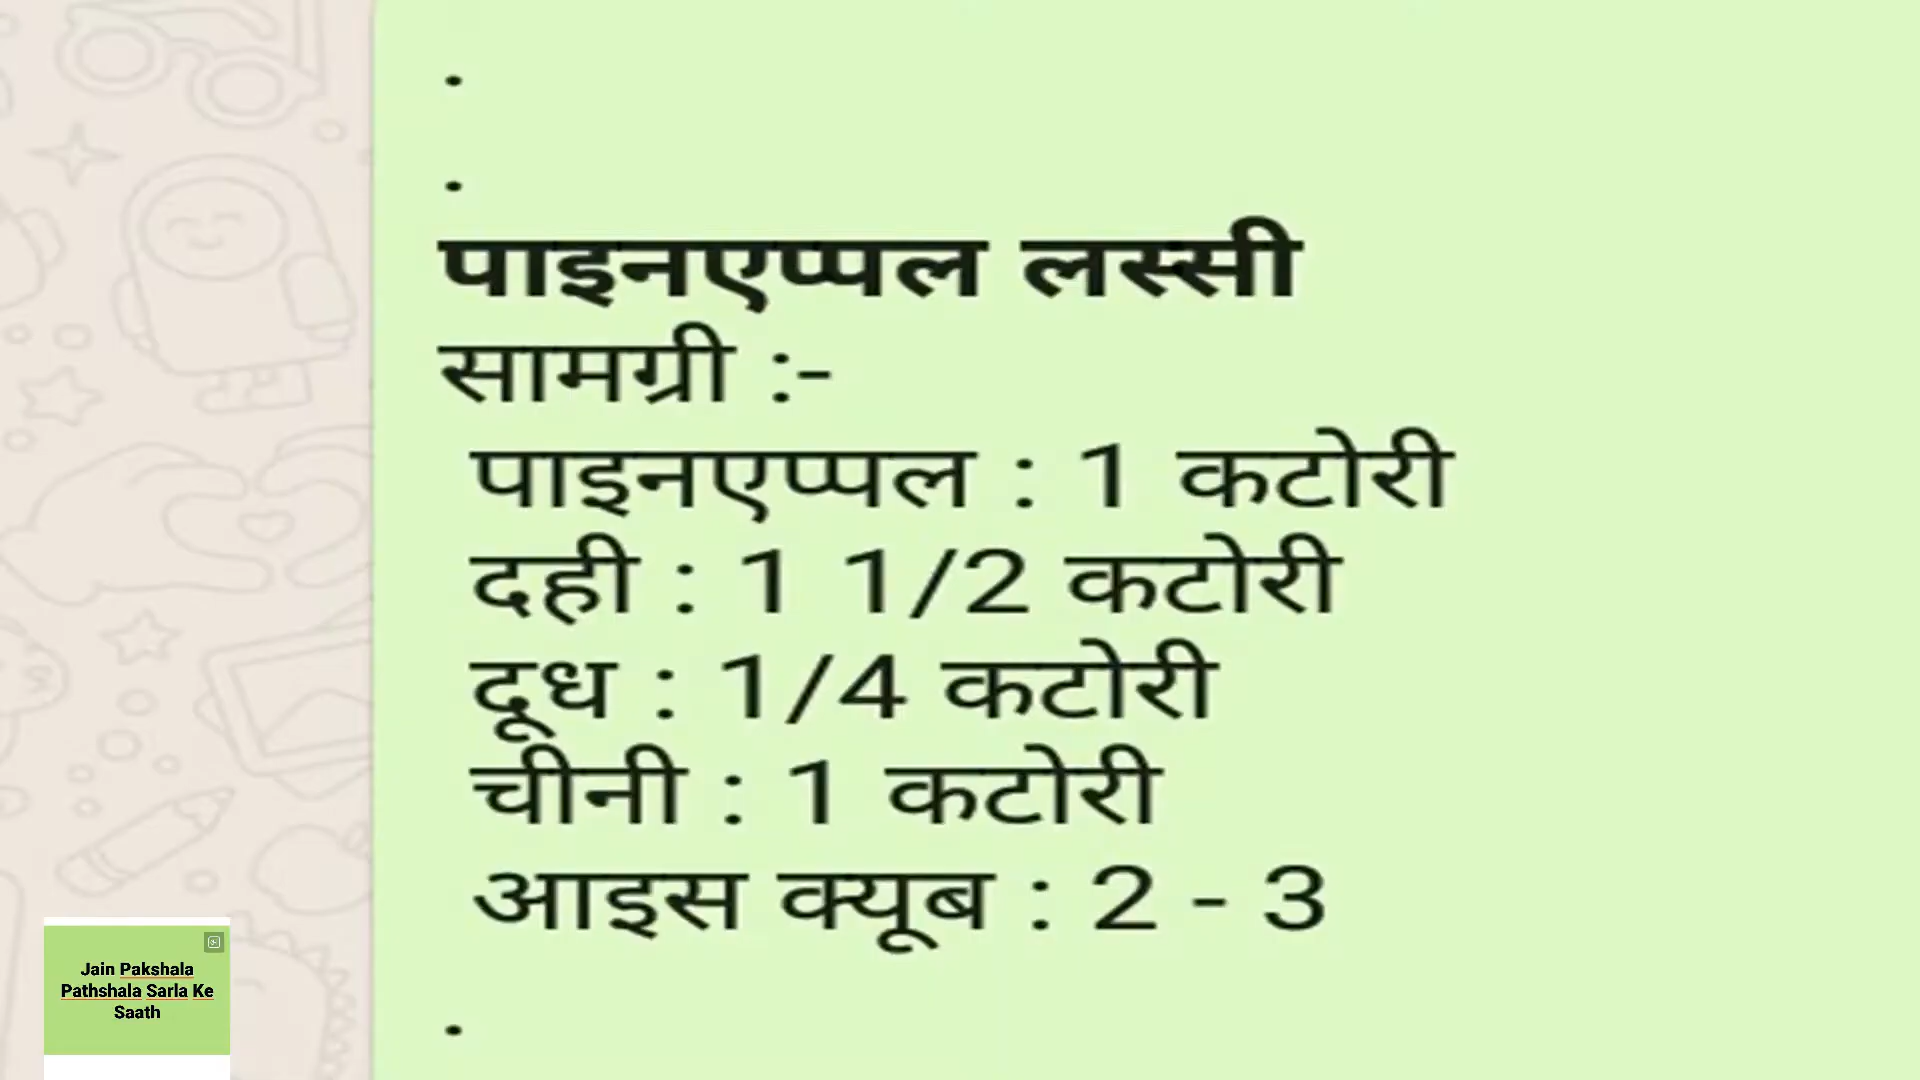 .
.
पाइनएप्पल लस्सी
सामग्री :-
पाइनएप्पल : 1 कटोरी
दही : 1 1/2 कटोरी
दूध : 1/4 कटोरी
चीनी : 1 कटोरी
आइस क्यूब : 2 - 3
.
Jain Pakshala
Pathshala Sarla Ke
Saath